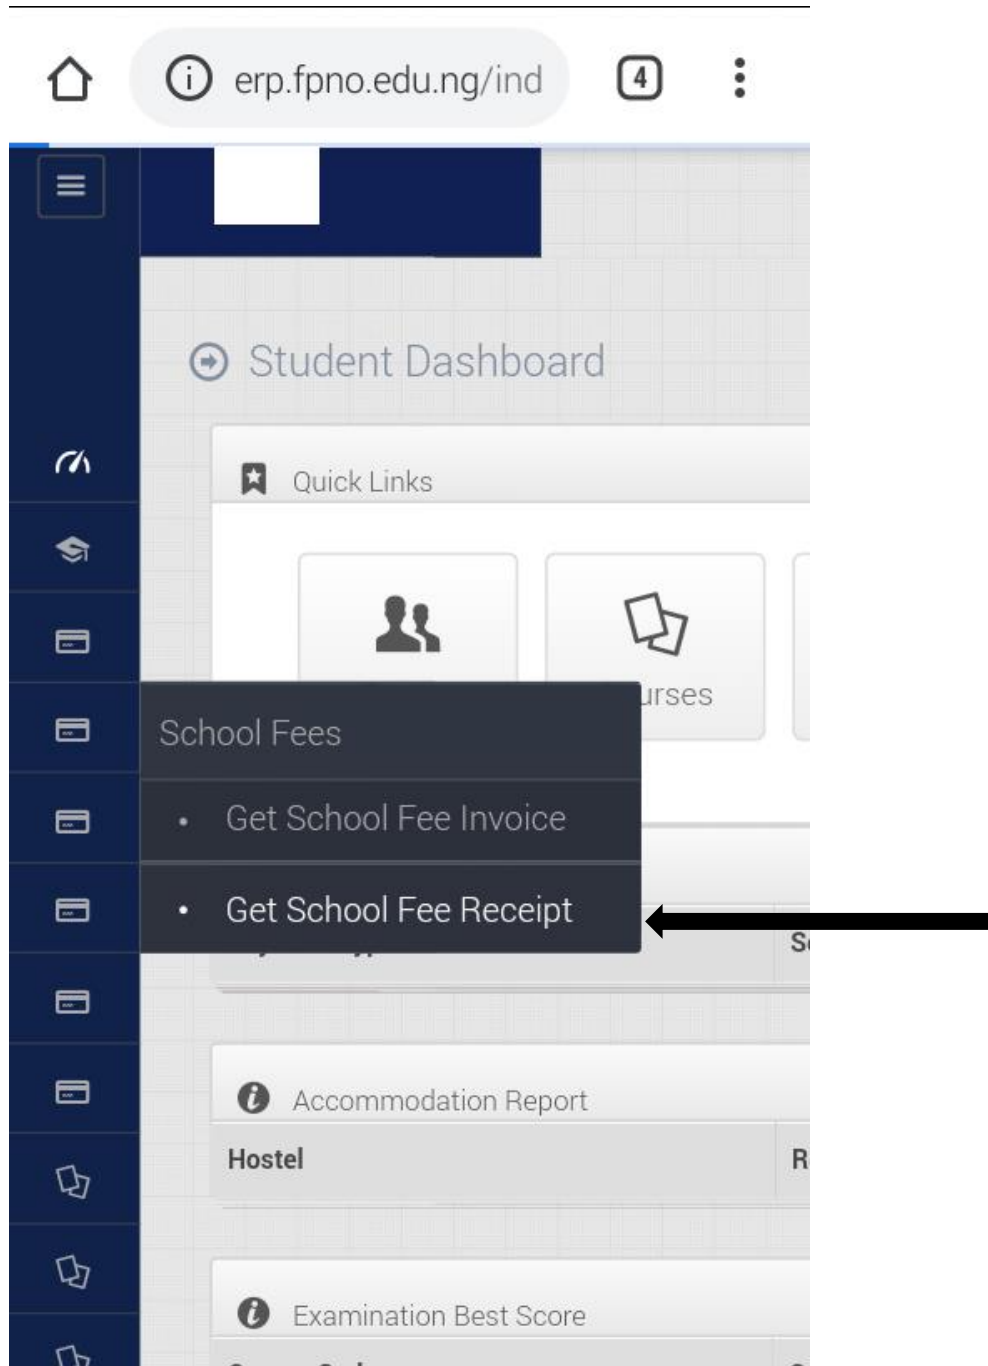 erp.fpno.edu.ng/ind
4
Student Dashboard
Quick Links
School Fees
Get School Fee Invoice
Get School Fee Receipt
Accommodation Report
Hostel
Examination Best Score